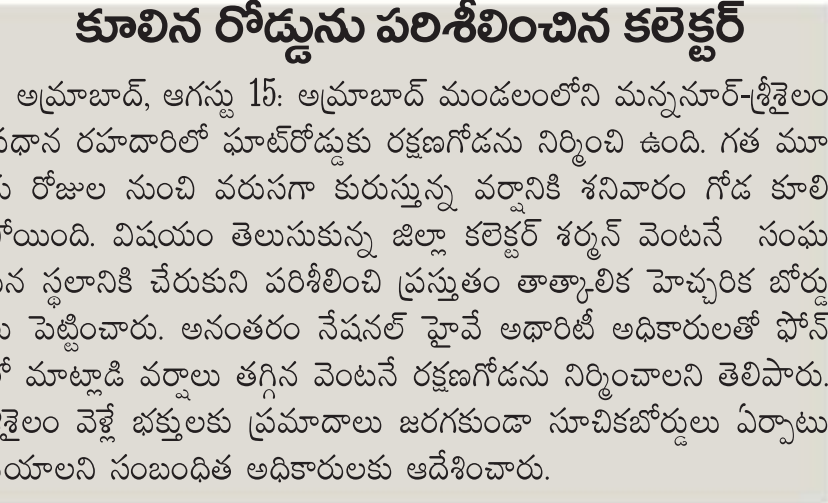 కూలిన రోడ్డును పరిశీలించిన కలెక్టర్
అమ్రాబాద్, ఆగస్టు 15: అమ్రాబాద్ మండలంలోని మన్ననూర్-శ్రీశైలం
రహదారిలో ఘాట్‌రోడ్డుకు రక్షణగోడను నిర్మించి ఉంది. గత మూ
రోజుల నుంచి వరుసగా కురుస్తున్న వర్షానికి శనివారం గోడ కూలి
పోయింది. విషయం తెలుసుకున్న జిల్లా కలెక్టర్ శర్మన్ వెంటనే సంఘ
స్థలానికి చేరుకుని పరిశీలించి ప్రస్తుతం తాత్కాలిక హెచ్చరిక బోర్డు
పెట్టించారు. అనంతరం నేషనల్ హైవే అథారిటీ అధికారులతో ఫోన్
మాట్లాడి వర్షాలు తగ్గిన వెంటనే రక్షణగోడను నిర్మించాలని తెలిపారు.
శైలం వెళ్లే భక్తులకు ప్రమాదాలు జరగకుండా సూచికబోర్డులు ఏర్పాటు
యాలని సంబంధిత అధికారులకు ఆదేశించారు.